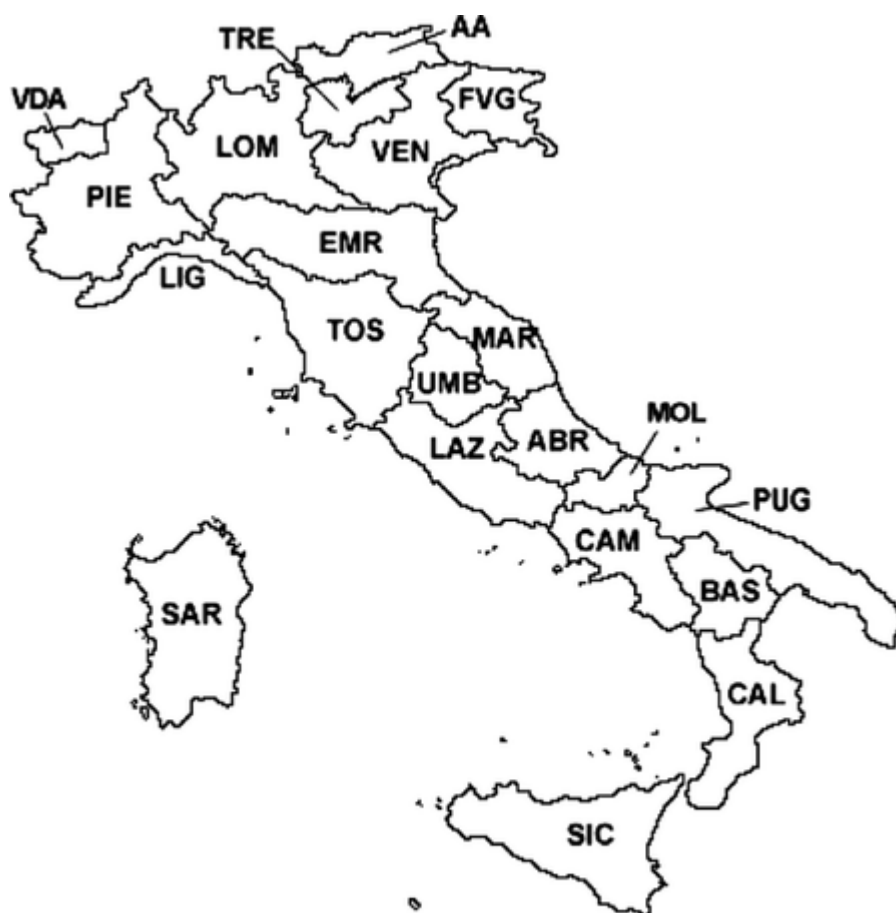 AA
TRE
VDA
FVG
LOM
VEN
PIE
EMR
LIG
TOS
MAR
UMB
MOL
LAZ
ABR
PUG
CAM
BAS
SAR
CAL
SIC